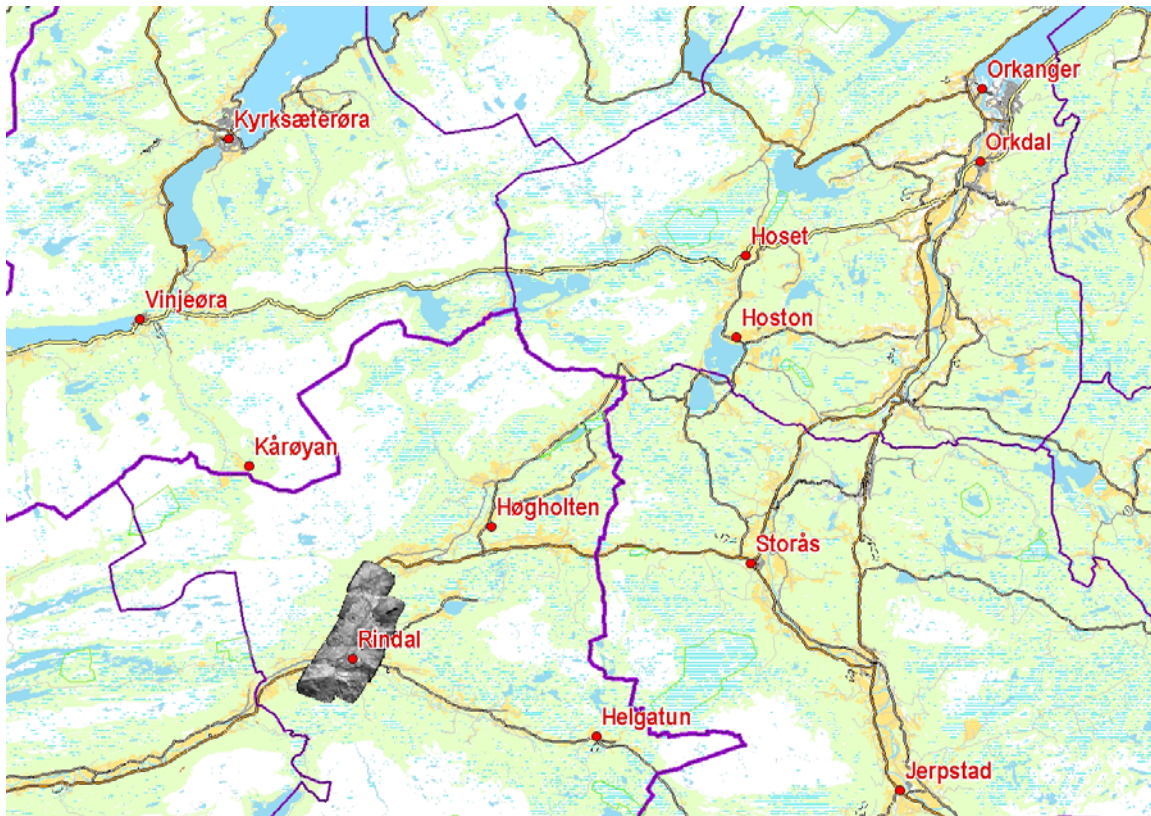 Orkanger
Kyrksæterøra
Orkdal
Hoset
Vinjeøra
Hoston
Kårøyan
Høgholten
Storås
Rindal
Helgatun
Jerpstad